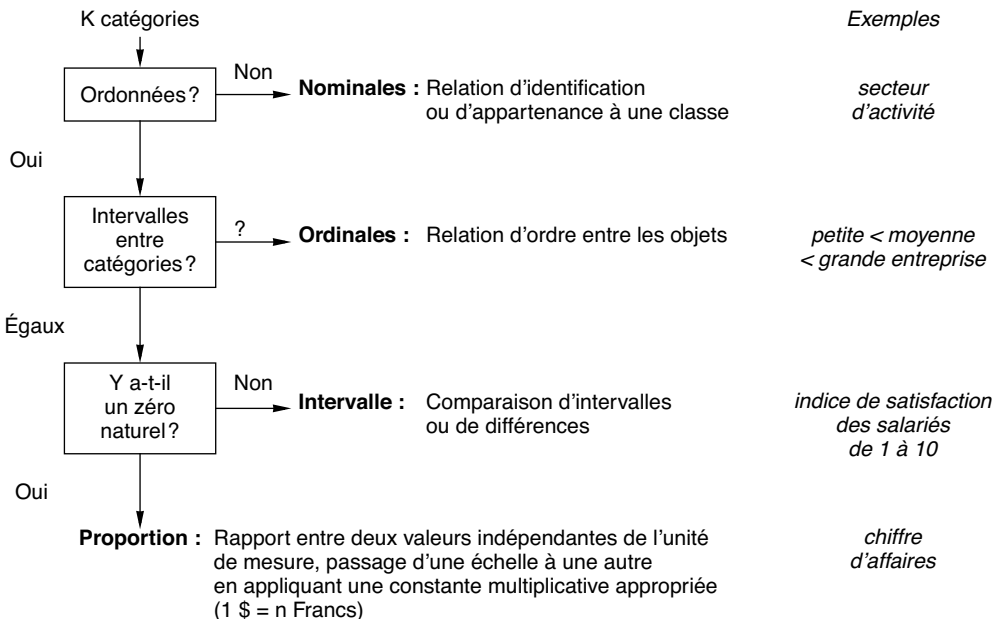 K catégories
Exemples
Ordonnées ?
Non
Nominales : Relation d'identification
ou d'appartenance à une classe
secteur
d'activité
Oui
Intervalles
entre
catégories ?
?
Ordinales : Relation d'ordre entre les objets
petite < moyenne
< grande entreprise
Égaux
Y a-t-il
un zéro
naturel ?
Non
Intervalle : Comparaison d'intervalles
ou de différences
indice de satisfaction
des salariés
de 1 à 10
Oui
Proportion : Rapport entre deux valeurs indépendantes de l'unité
de mesure, passage d'une échelle à une autre
en appliquant une constante multiplicative appropriée
(1 $ = n Francs)
chiffre
d'affaires